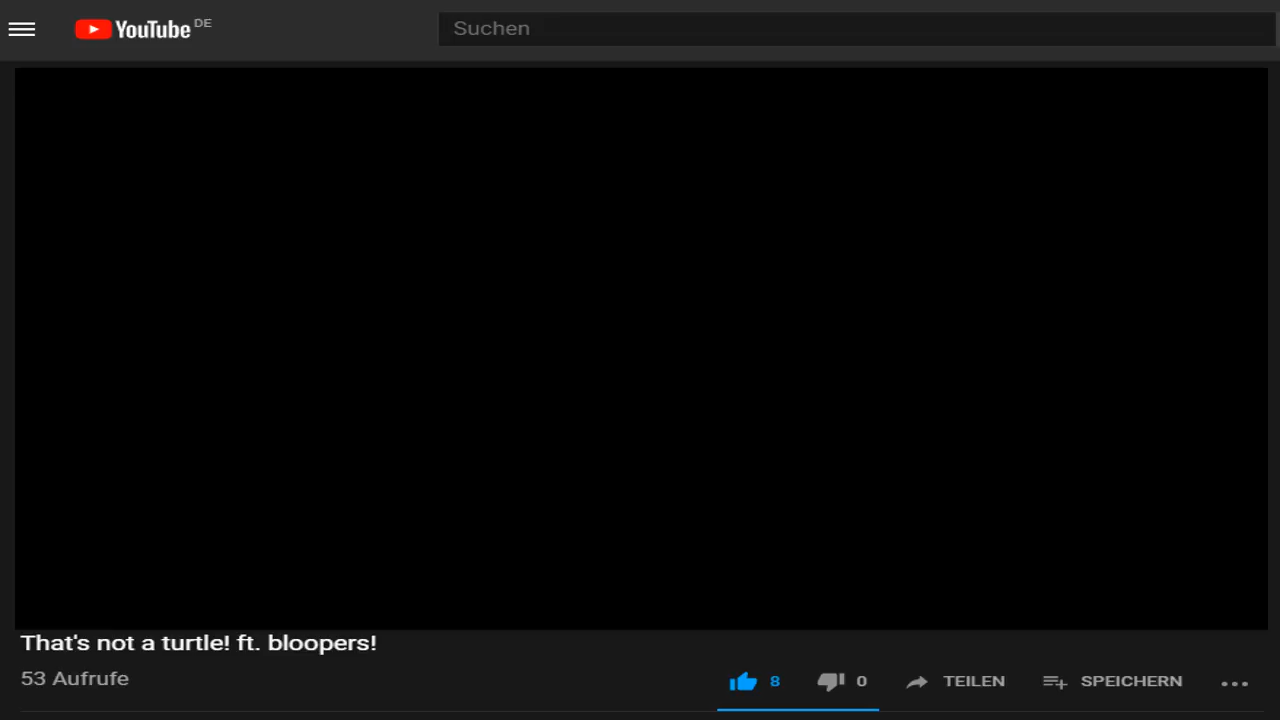 YouTube DE
Suchen
That's not a turtle! ft. bloopers!
53 Aufrufe
8
0
TEILEN
SPEICHERN